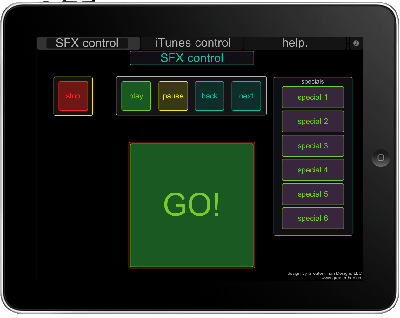 SFX control
iTunes control
help.
SFX control
stop
play
pause
back
next
specials
special 1
special 2
special 3
special 4
special 5
special 6
GO!